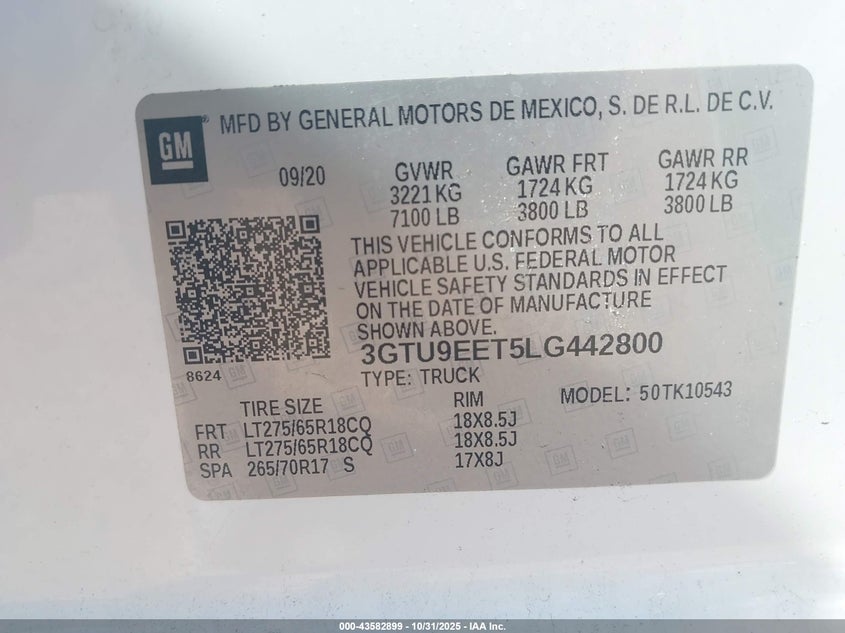 GM
MFD BY GENERAL MOTORS DE MEXICO, S. DE R.L. DE C.V.
09/20 GVWR GAWR FRT GAWR RR
3221 KG 1724 KG 1724 KG
7100 LB 3800 LB 3800 LB
THIS VEHICLE CONFORMS TO ALL
APPLICABLE U.S. FEDERAL MOTOR
VEHICLE SAFETY STANDARDS IN EFFECT
ON THE DATE OF MANUFACTURE
SHOWN ABOVE.
3GTU9EET5LG442800
8624
TYPE: TRUCK MODEL: 50TK10543
TIRE SIZE RIM
FRT LT275/65R18CQ 18X8.5J
RR LT275/65R18CQ 18X8.5J
SPA 265/70R17 S 17X8J
000-43582899 - 10/31/2025 - IAA Inc.